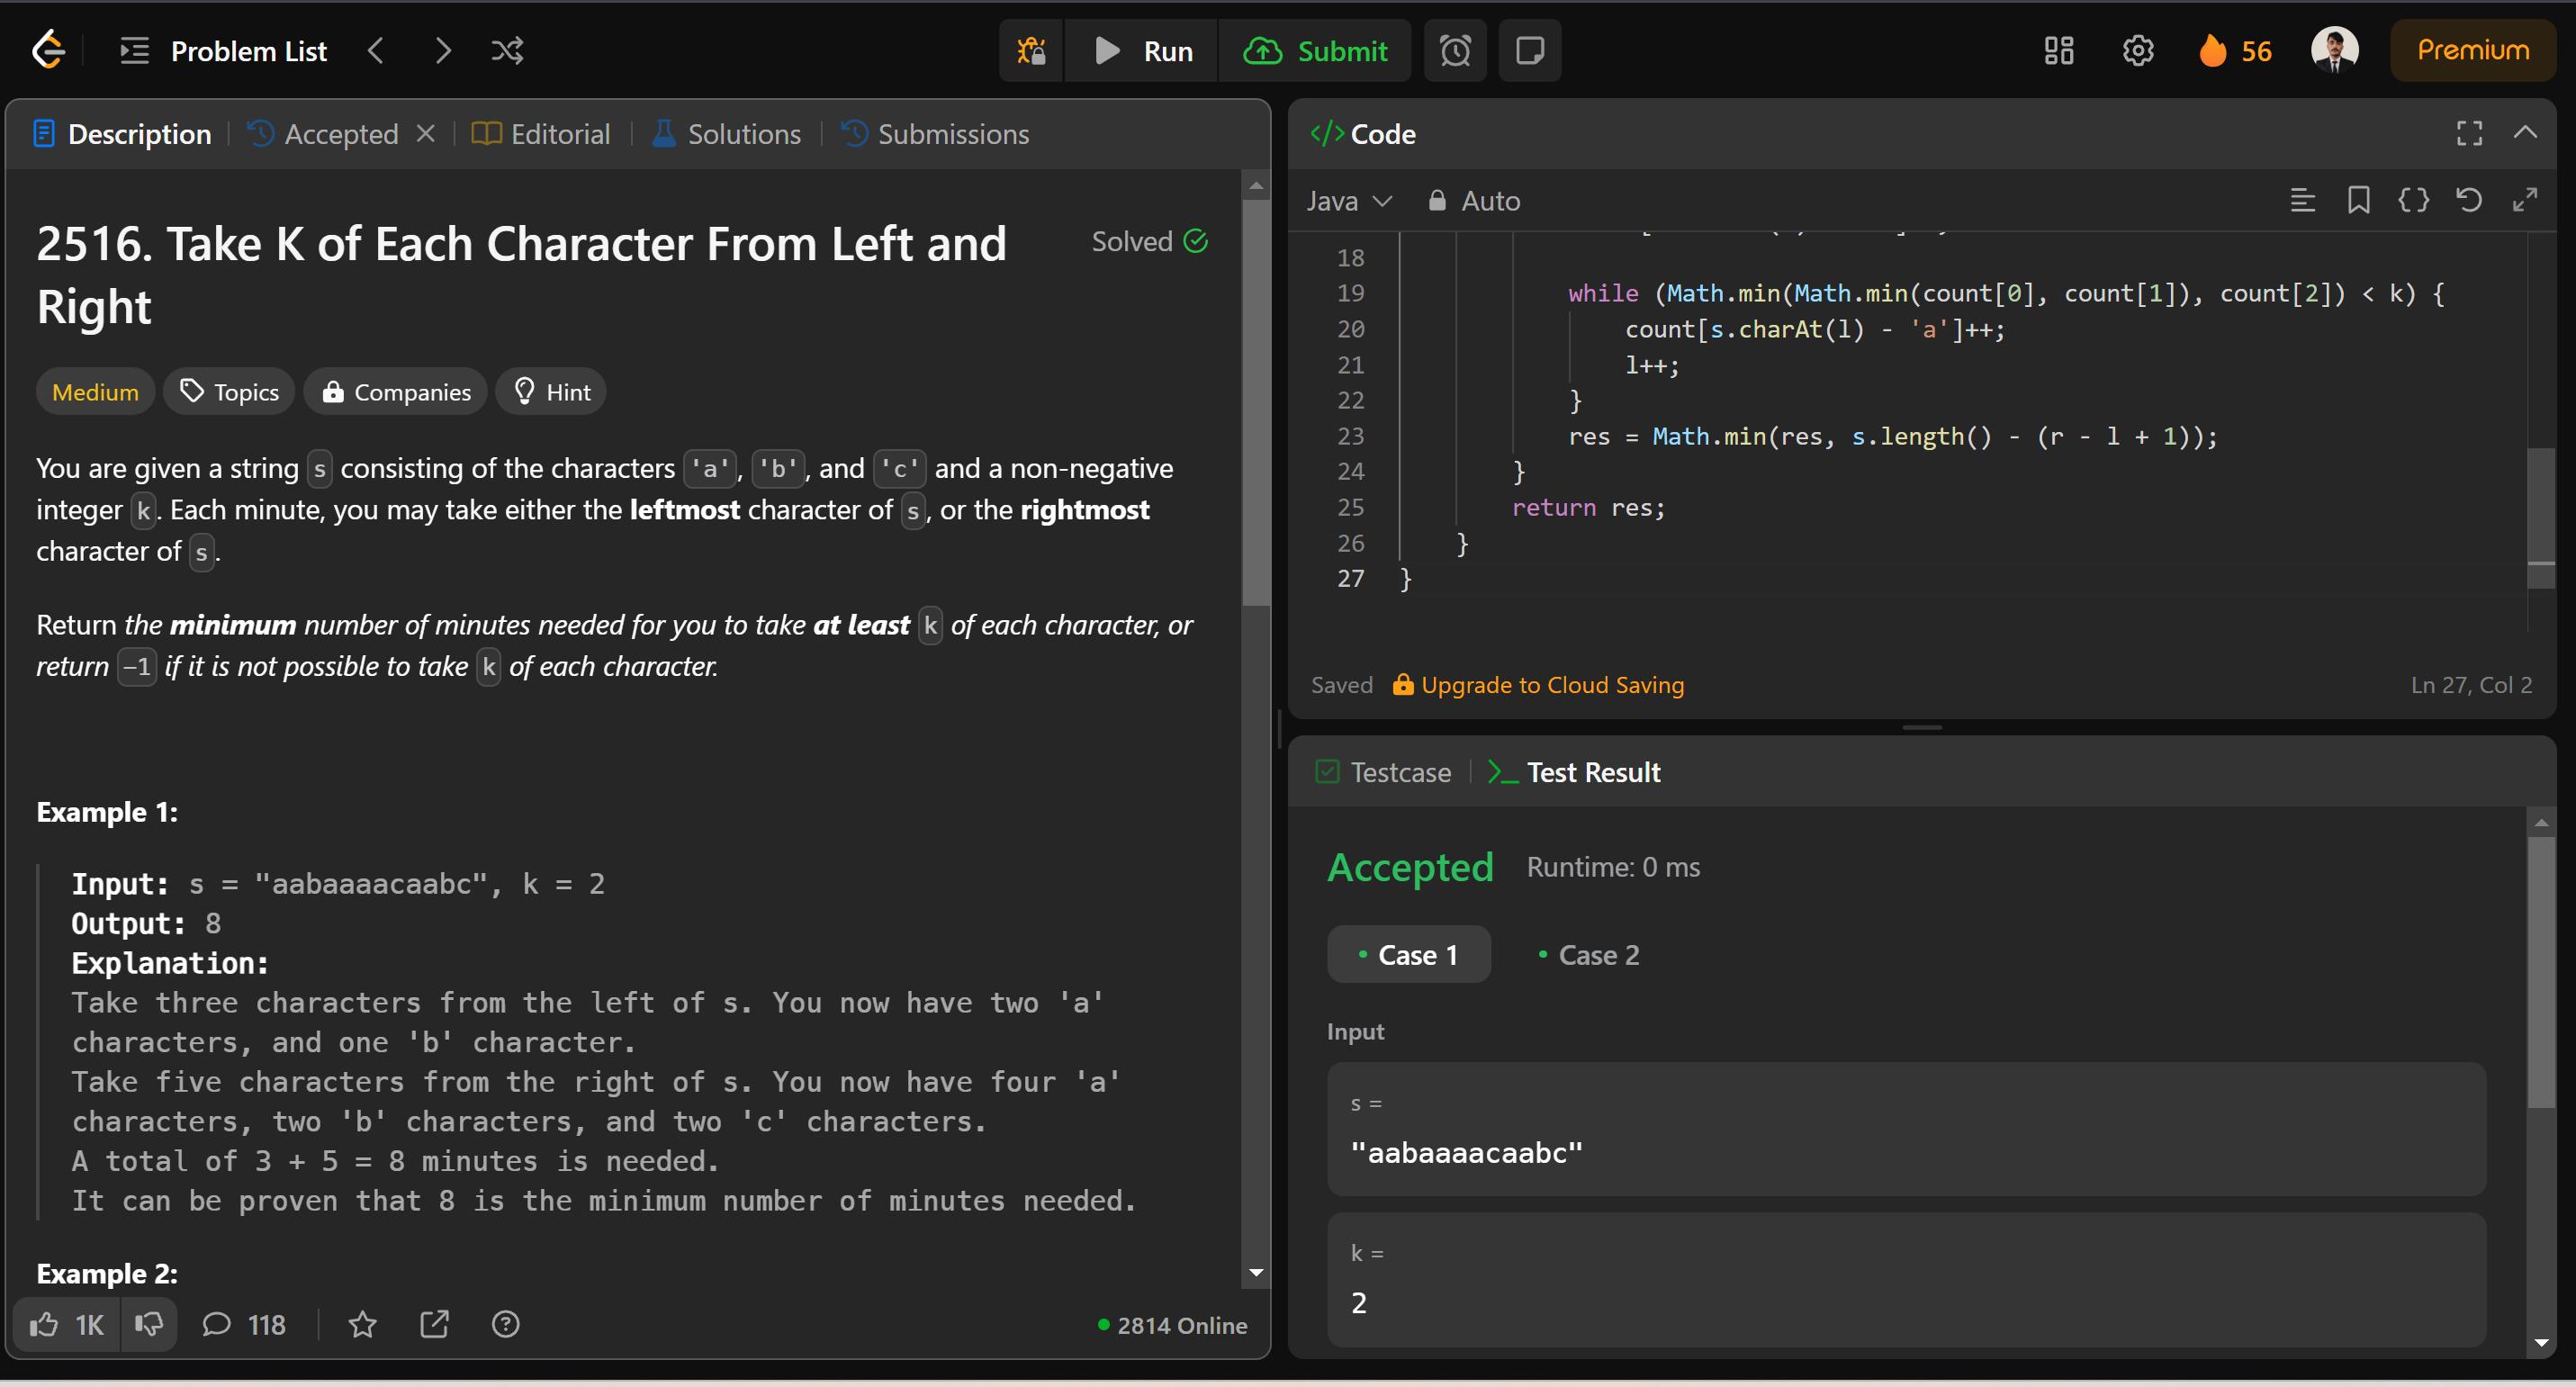 Problem List
Run
Submit
56
Premium
Description
Accepted
Editorial
Solutions
Submissions
2516. Take K of Each Character From Left and
Right
Solved
Medium
Topics
Companies
Hint
You are given a string s consisting of the characters 'a', 'b', and 'c' and a non-negative
integer k. Each minute, you may take either the leftmost character of s, or the rightmost
character of s.
Return the minimum number of minutes needed for you to take at least k of each character, or
return -1 if it is not possible to take k of each character.
Example 1:
Input: s = "aabaaaacaabc", k = 2
Output: 8
Explanation:
Take three characters from the left of s. You now have two 'a'
characters, and one 'b' character.
Take five characters from the right of s. You now have four 'a'
characters, two 'b' characters, and two 'c' characters.
A total of 3 + 5 = 8 minutes is needed.
It can be proven that 8 is the minimum number of minutes needed.
Example 2:
1K
118
2814 Online
</> Code
Java
Auto
18
19 while (Math.min(Math.min(count[0], count[1]), count[2]) < k) {
20 count[s.charAt(l) - 'a']++;
21 l++;
22 }
23 res = Math.min(res, s.length() - (r - l + 1));
24 }
25 return res;
26 }
27 }
Saved
Upgrade to Cloud Saving
Ln 27, Col 2
Testcase
Test Result
Accepted
Runtime: 0 ms
Case 1
Case 2
Input
s =
"aabaaaacaabc"
k =
2